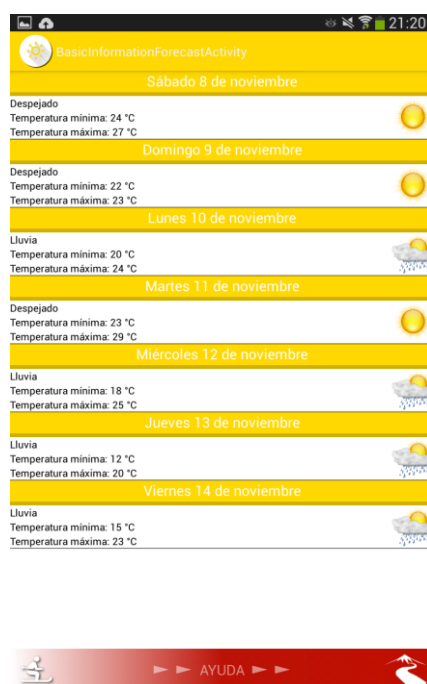 21:20
BasicInformationForecastActivity
Sábado 8 de noviembre
Despejado
Temperatura mínima: 24 °C
Temperatura máxima: 27 °C
Domingo 9 de noviembre
Despejado
Temperatura mínima: 22 °C
Temperatura máxima: 23 °C
Lunes 10 de noviembre
Lluvia
Temperatura mínima: 20 °C
Temperatura máxima: 24 °C
Martes 11 de noviembre
Despejado
Temperatura mínima: 23 °C
Temperatura máxima: 29 °C
Miércoles 12 de noviembre
Lluvia
Temperatura mínima: 18 °C
Temperatura máxima: 25 °C
Jueves 13 de noviembre
Lluvia
Temperatura mínima: 12 °C
Temperatura máxima: 20 °C
Viernes 14 de noviembre
Lluvia
Temperatura mínima: 15 °C
Temperatura máxima: 23 °C
AYUDA